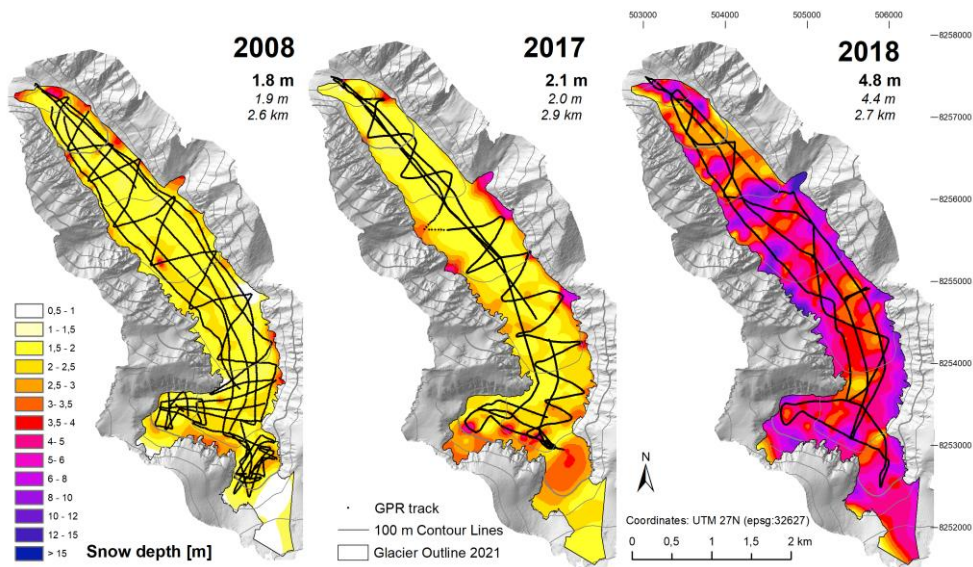 2008
1.8 m
1.9 m
2.6 km
2017
2.1 m
2.0 m
2.9 km
503000 504000 505000 506000
2018
4.8 m
4.4 m
2.7 km
8258000
8257000
8256000
8255000
8254000
8253000
8252000
0,5 - 1
1 - 1,5
1,5 - 2
2 - 2,5
2,5 - 3
3 - 3,5
3,5 - 4
4 - 5
5 - 6
6 - 8
8 - 10
10 - 12
12 - 15
> 15
Snow depth [m]
GPR track
100 m Contour Lines
Glacier Outline 2021
N
Coordinates: UTM 27N (epsg:32627)
0 0,5 1 2 km